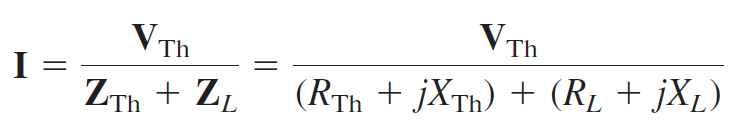 I = V_Th / (Z_Th + Z_L) = V_Th / ((R_Th + jX_Th) + (R_L + jX_L))